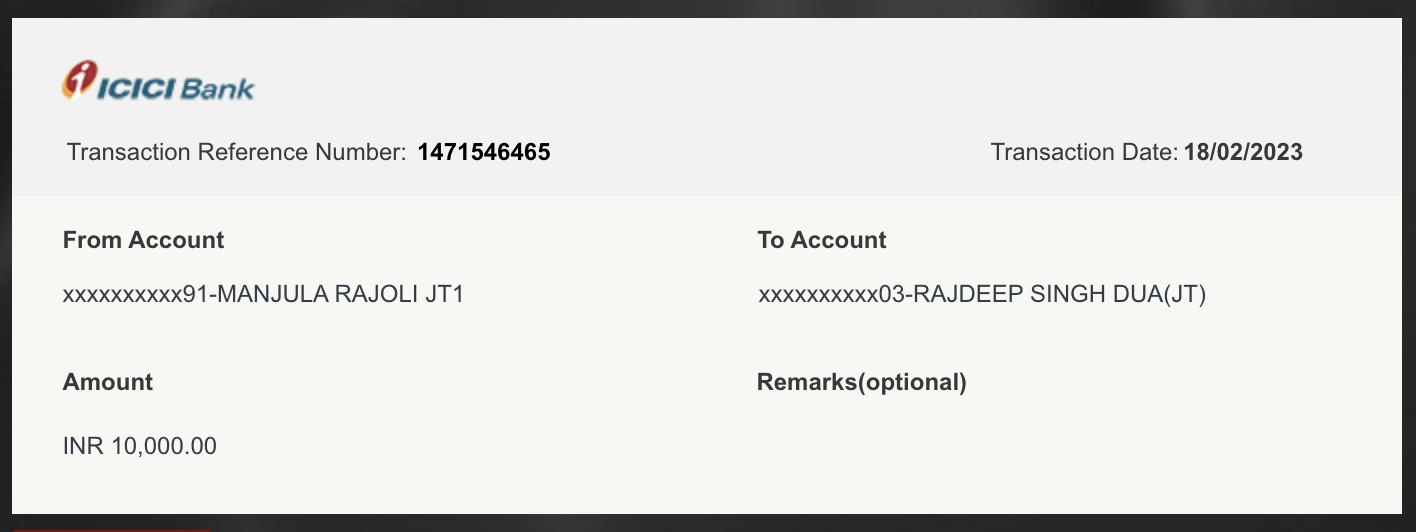 ICICI Bank
Transaction Reference Number: 1471546465 Transaction Date: 18/02/2023
From Account To Account
xxxxxxxxxx91-MANJULA RAJOLI JT1 xxxxxxxxxx03-RAJDEEP SINGH DUA(JT)
Amount Remarks(optional)
INR 10,000.00